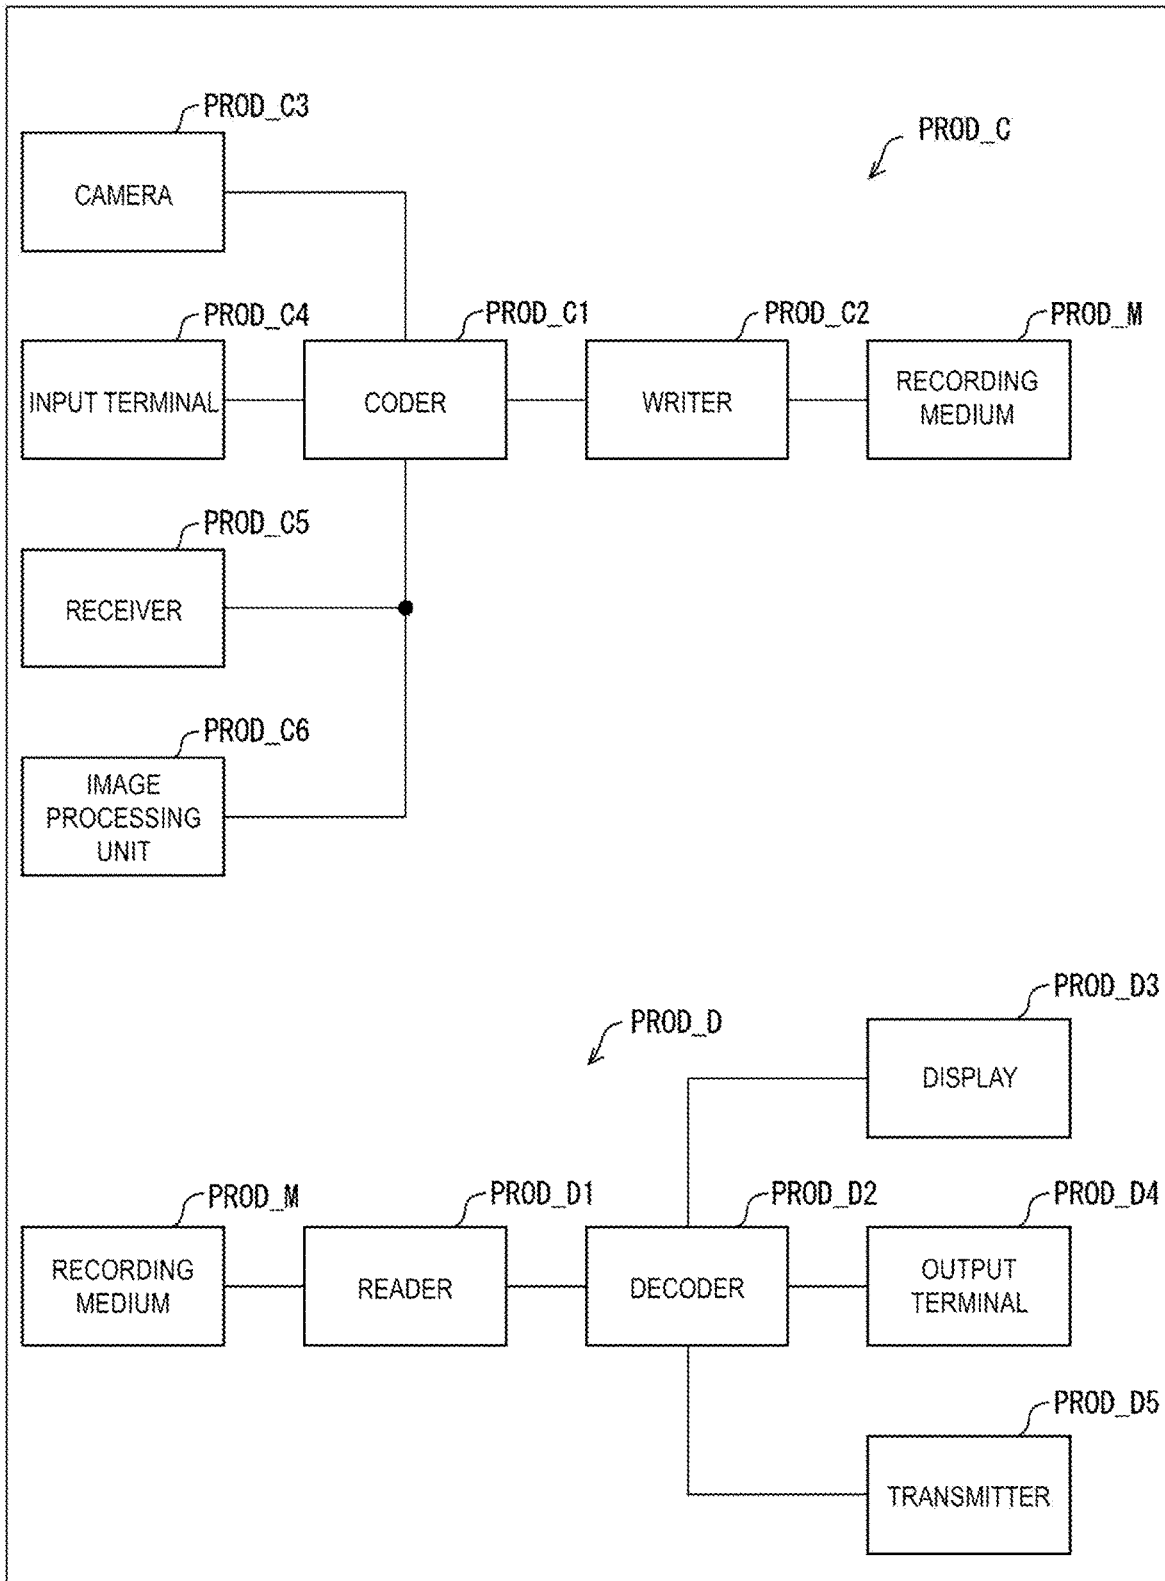 PROD_C3
PROD_C
CAMERA
PROD_C4
PROD_C1
PROD_C2
PROD_M
INPUT TERMINAL
CODER
WRITER
RECORDING
MEDIUM
PROD_C5
RECEIVER
PROD_C6
IMAGE
PROCESSING
UNIT
PROD_D3
PROD_D
DISPLAY
PROD_M
PROD_D1
PROD_D2
PROD_D4
RECORDING
MEDIUM
READER
DECODER
OUTPUT
TERMINAL
PROD_D5
TRANSMITTER